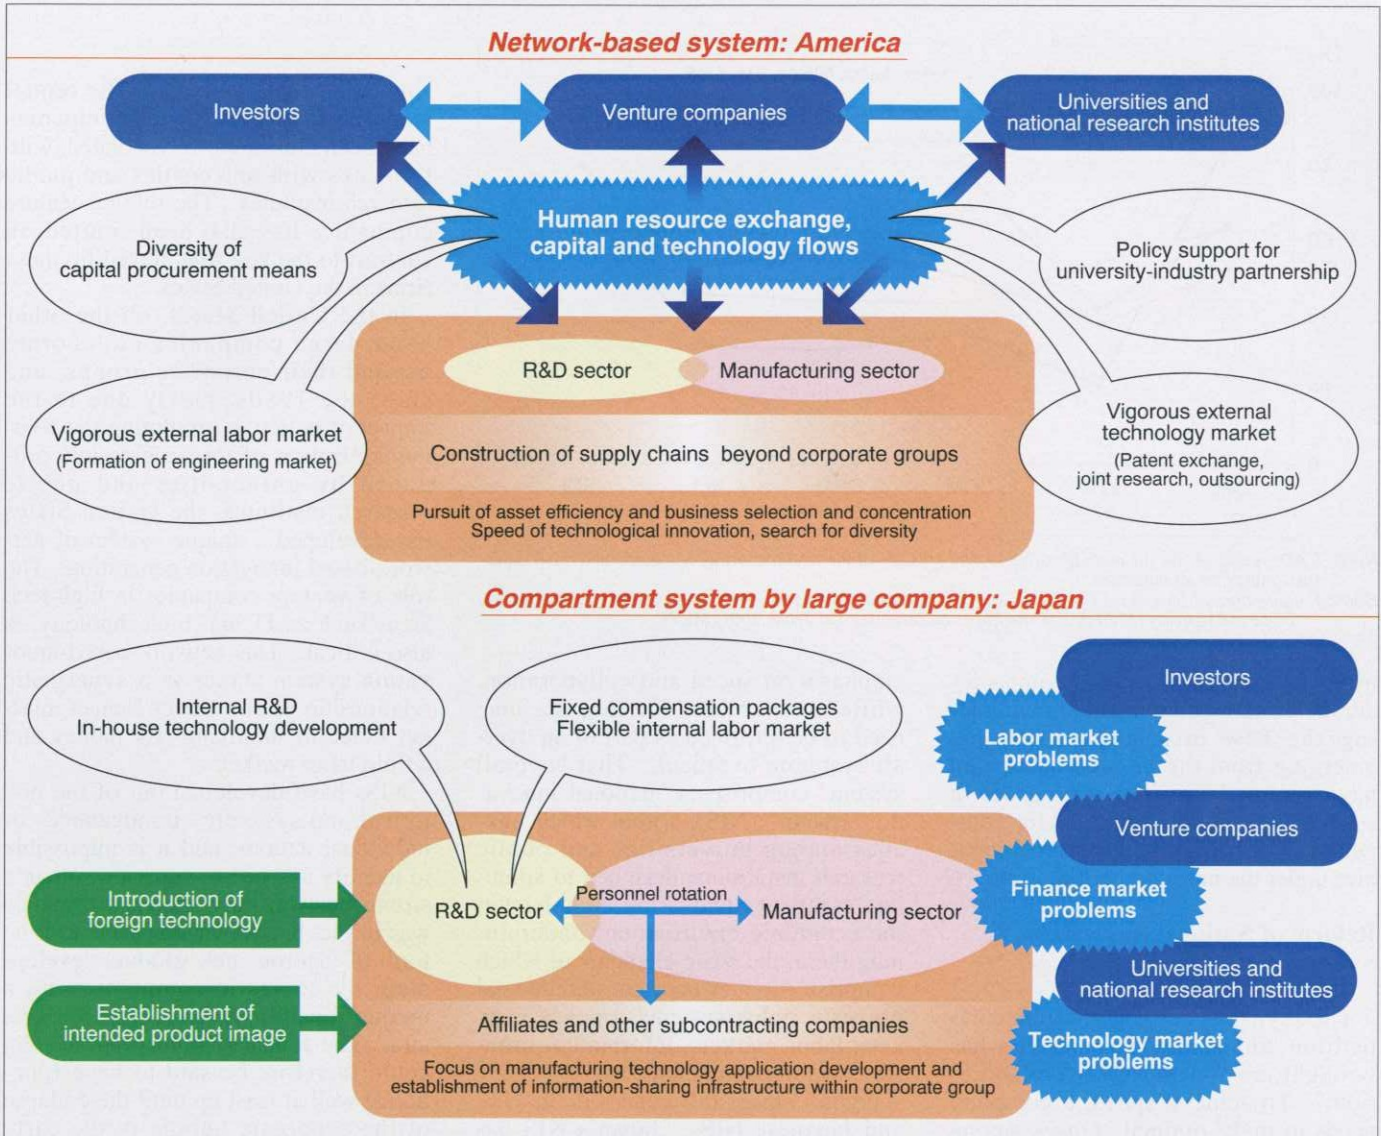 Network-based system: America
Investors
Venture companies
Universities and
national research institutes
Human resource exchange,
capital and technology flows
Diversity of
capital procurement means
Policy support for
university-industry partnership
R&D sector
Manufacturing sector
Vigorous external labor market
(Formation of engineering market)
Vigorous external
technology market
(Patent exchange,
joint research, outsourcing)
Construction of supply chains beyond corporate groups
Pursuit of asset efficiency and business selection and concentration
Speed of technological innovation, search for diversity
Compartment system by large company: Japan
Internal R&D
In-house technology development
Fixed compensation packages
Flexible internal labor market
Investors
Labor market
problems
Venture companies
Finance market
problems
Universities and
national research institutes
Technology market
problems
Introduction of
foreign technology
R&D sector
Personnel rotation
Manufacturing sector
Establishment of
intended product image
Affiliates and other subcontracting companies
Focus on manufacturing technology application development and
establishment of information-sharing infrastructure within corporate group